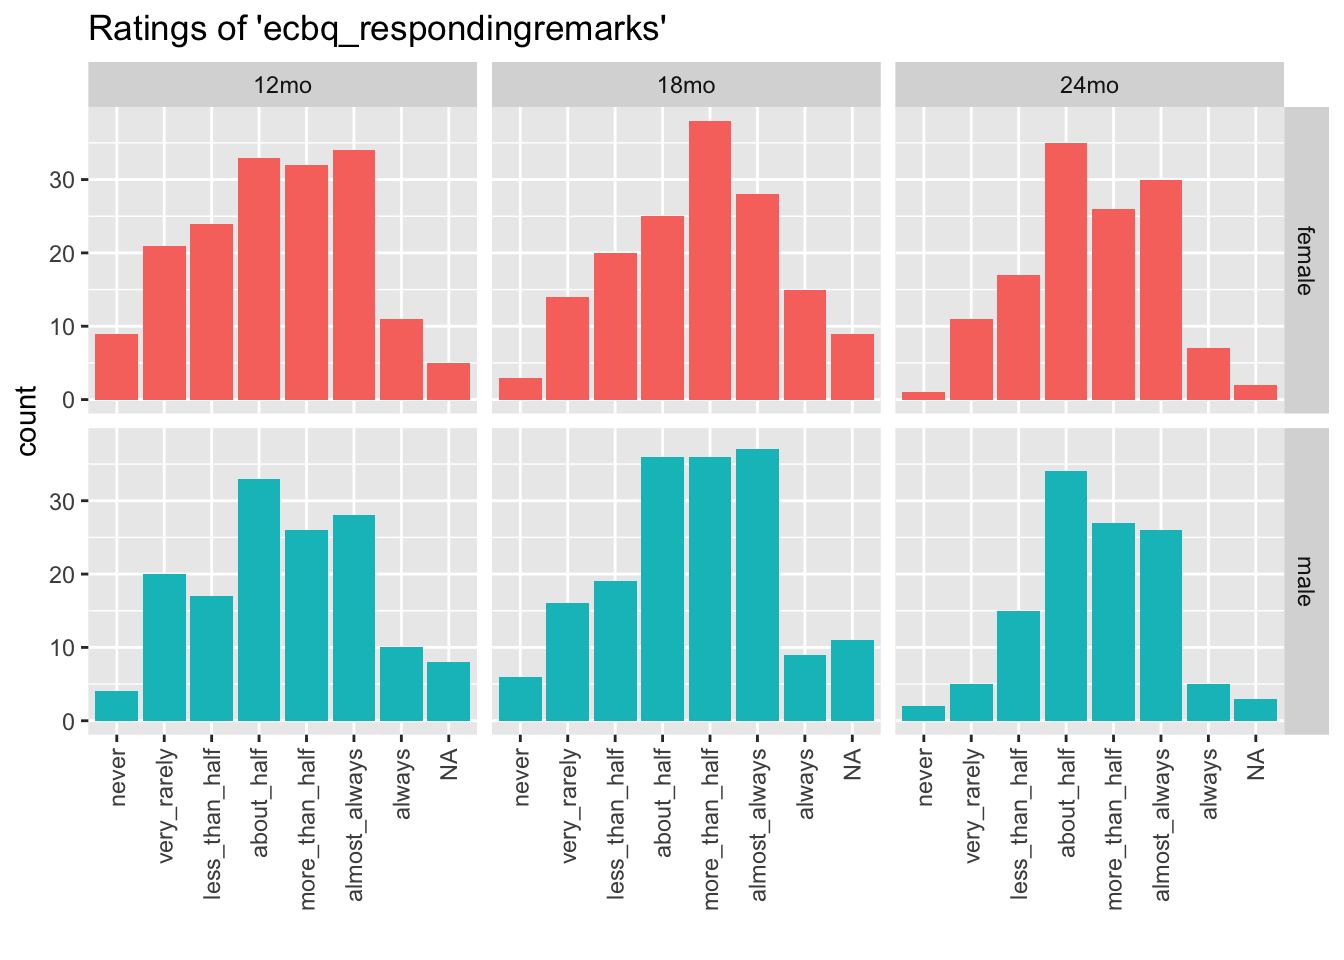 Ratings of 'ecbq_respondingremarks'
12mo
18mo
24mo
female
male
count
30
20
10
0
30
20
10
0
never
very_rarely
less_than_half
about_half
more_than_half
almost_always
always
NA
never
very_rarely
less_than_half
about_half
more_than_half
almost_always
always
NA
never
very_rarely
less_than_half
about_half
more_than_half
almost_always
always
NA